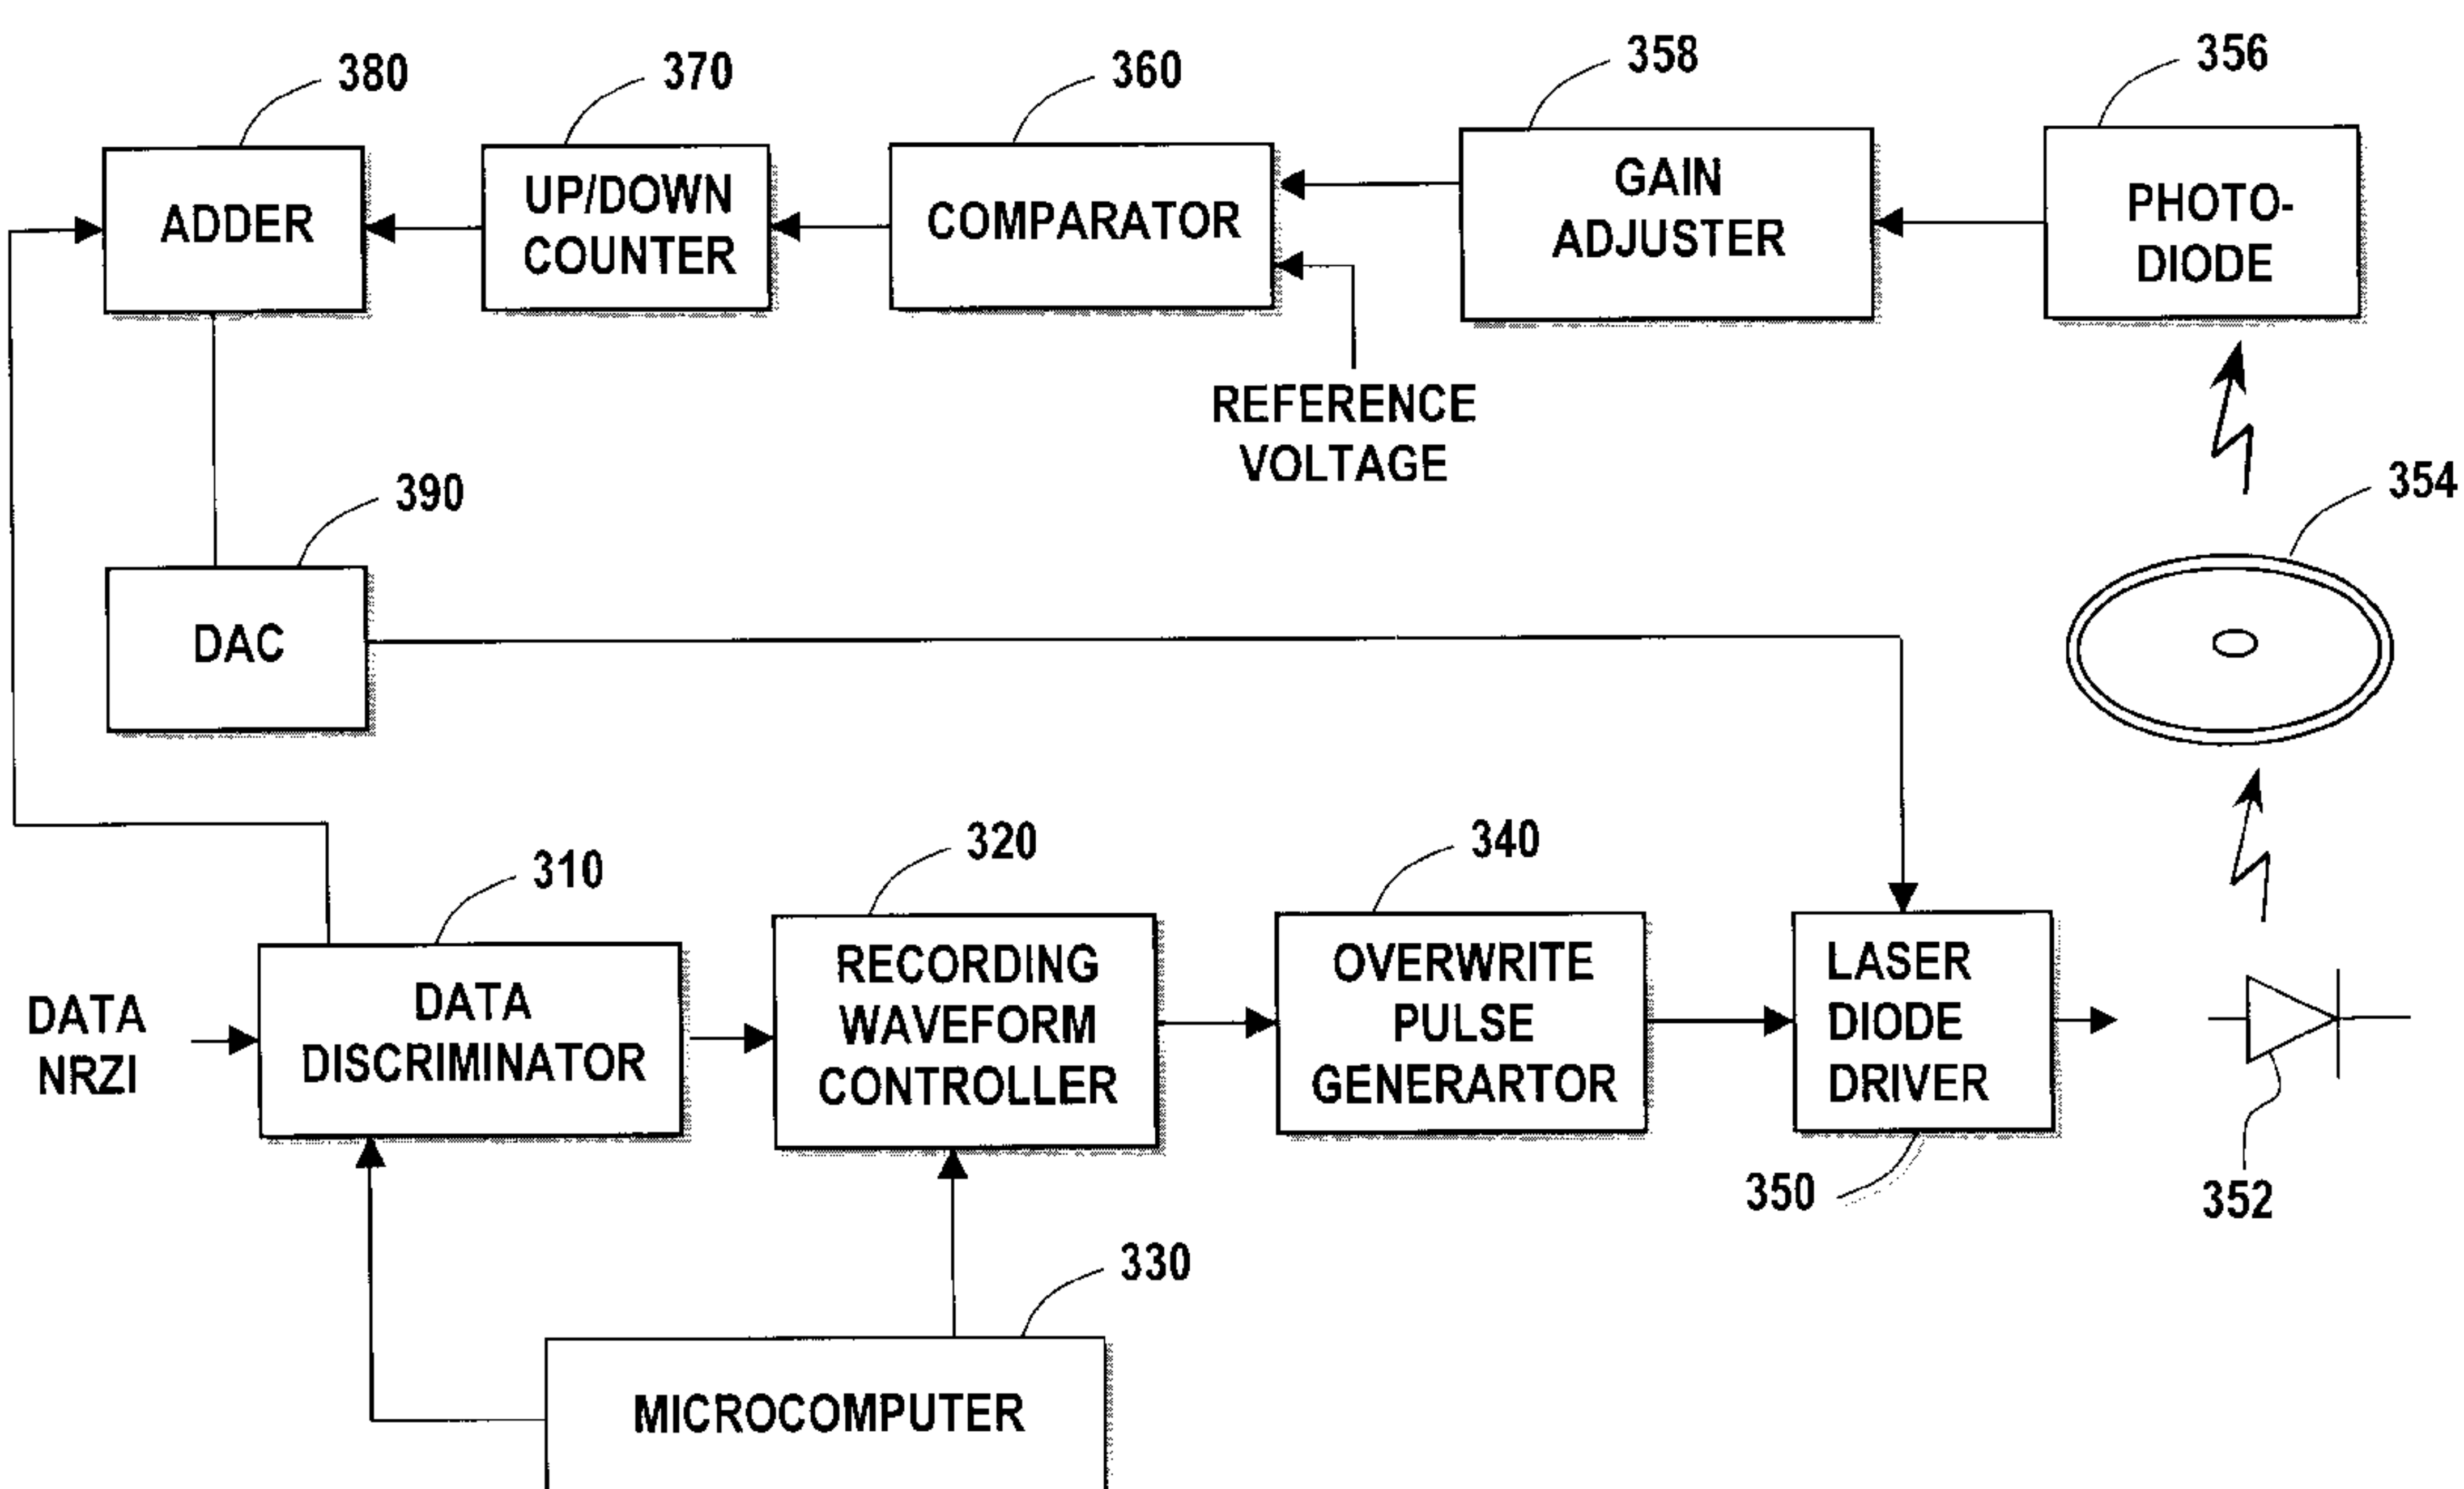 380
370
360
358
356
ADDER
UP/DOWN
COUNTER
COMPARATOR
GAIN
ADJUSTER
PHOTO-
DIODE
REFERENCE
VOLTAGE
390
354
DAC
310
320
340
DATA
NRZI
DATA
DISCRIMINATOR
RECORDING
WAVEFORM
CONTROLLER
OVERWRITE
PULSE
GENERARTOR
LASER
DIODE
DRIVER
350
352
330
MICROCOMPUTER